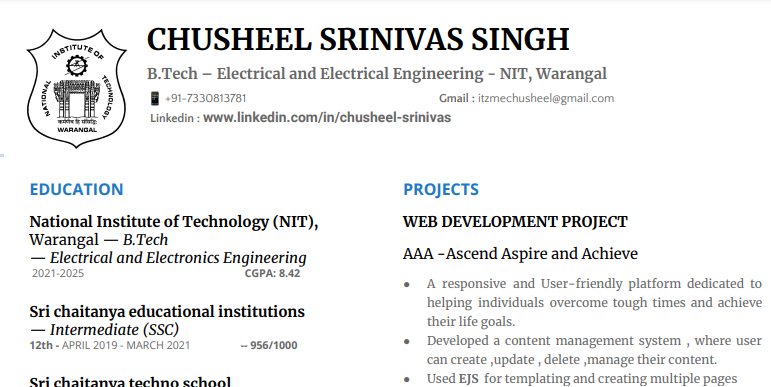 CHUSHEEL SRINIVAS SINGH
B.Tech – Electrical and Electrical Engineering - NIT, Warangal
+91-7330813781 Gmail : itzmechusheel@gmail.com
Linkedin : www.linkedin.com/in/chusheel-srinivas
INSTITUTE OF
NATIONAL
TECHNOLOGY
WARANGAL
EDUCATION
National Institute of Technology (NIT),
Warangal — B.Tech
— Electrical and Electronics Engineering
2021-2025 CGPA: 8.42
Sri chaitanya educational institutions
— Intermediate (SSC)
12th - APRIL 2019 - MARCH 2021 -- 956/1000
Sri chaitanya techno school
PROJECTS
WEB DEVELOPMENT PROJECT
AAA -Ascend Aspire and Achieve
● A responsive and User-friendly platform dedicated to
helping individuals overcome tough times and achieve
their life goals.
● Developed a content management system , where user
can create ,update , delete ,manage their content.
● Used EJS for templating and creating multiple pages